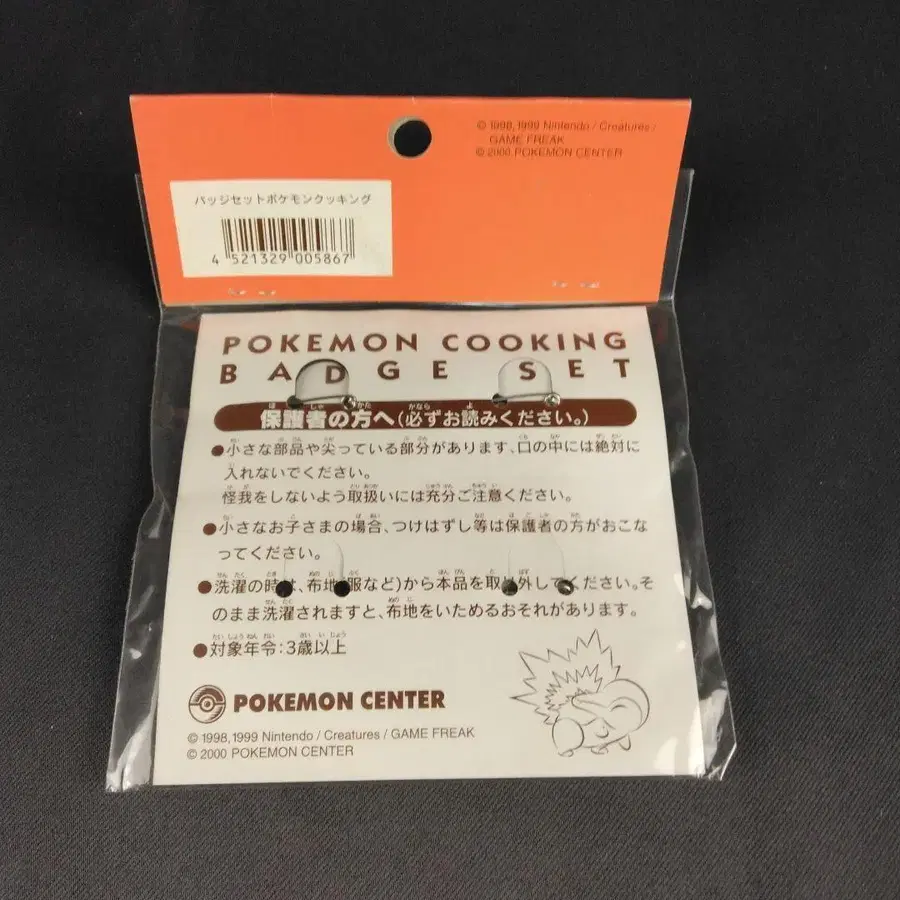 © 1998, 1999 Nintendo / Creatures /
GAME FREAK
© 2000 POKEMON CENTER
バッジセットポケモンクッキング
4 521329 005867
POKEMON COOKING
BADGE SET
保護者の方へ(必ずお読みください。)
●小さな部品や尖っている部分があります、口の中には絶対に
入れないでください。
怪我をしないよう取扱いには充分ご注意ください。
●小さなお子さまの場合、つけはずし等は保護者の方がおこな
ってください。
●洗濯の時は、布地(服など)から本品を取り外してください。そ
のまま洗濯されますと、布地をいためるおそれがあります。
●対象年令:3歳以上
POKEMON CENTER
© 1998, 1999 Nintendo / Creatures / GAME FREAK
© 2000 POKEMON CENTER